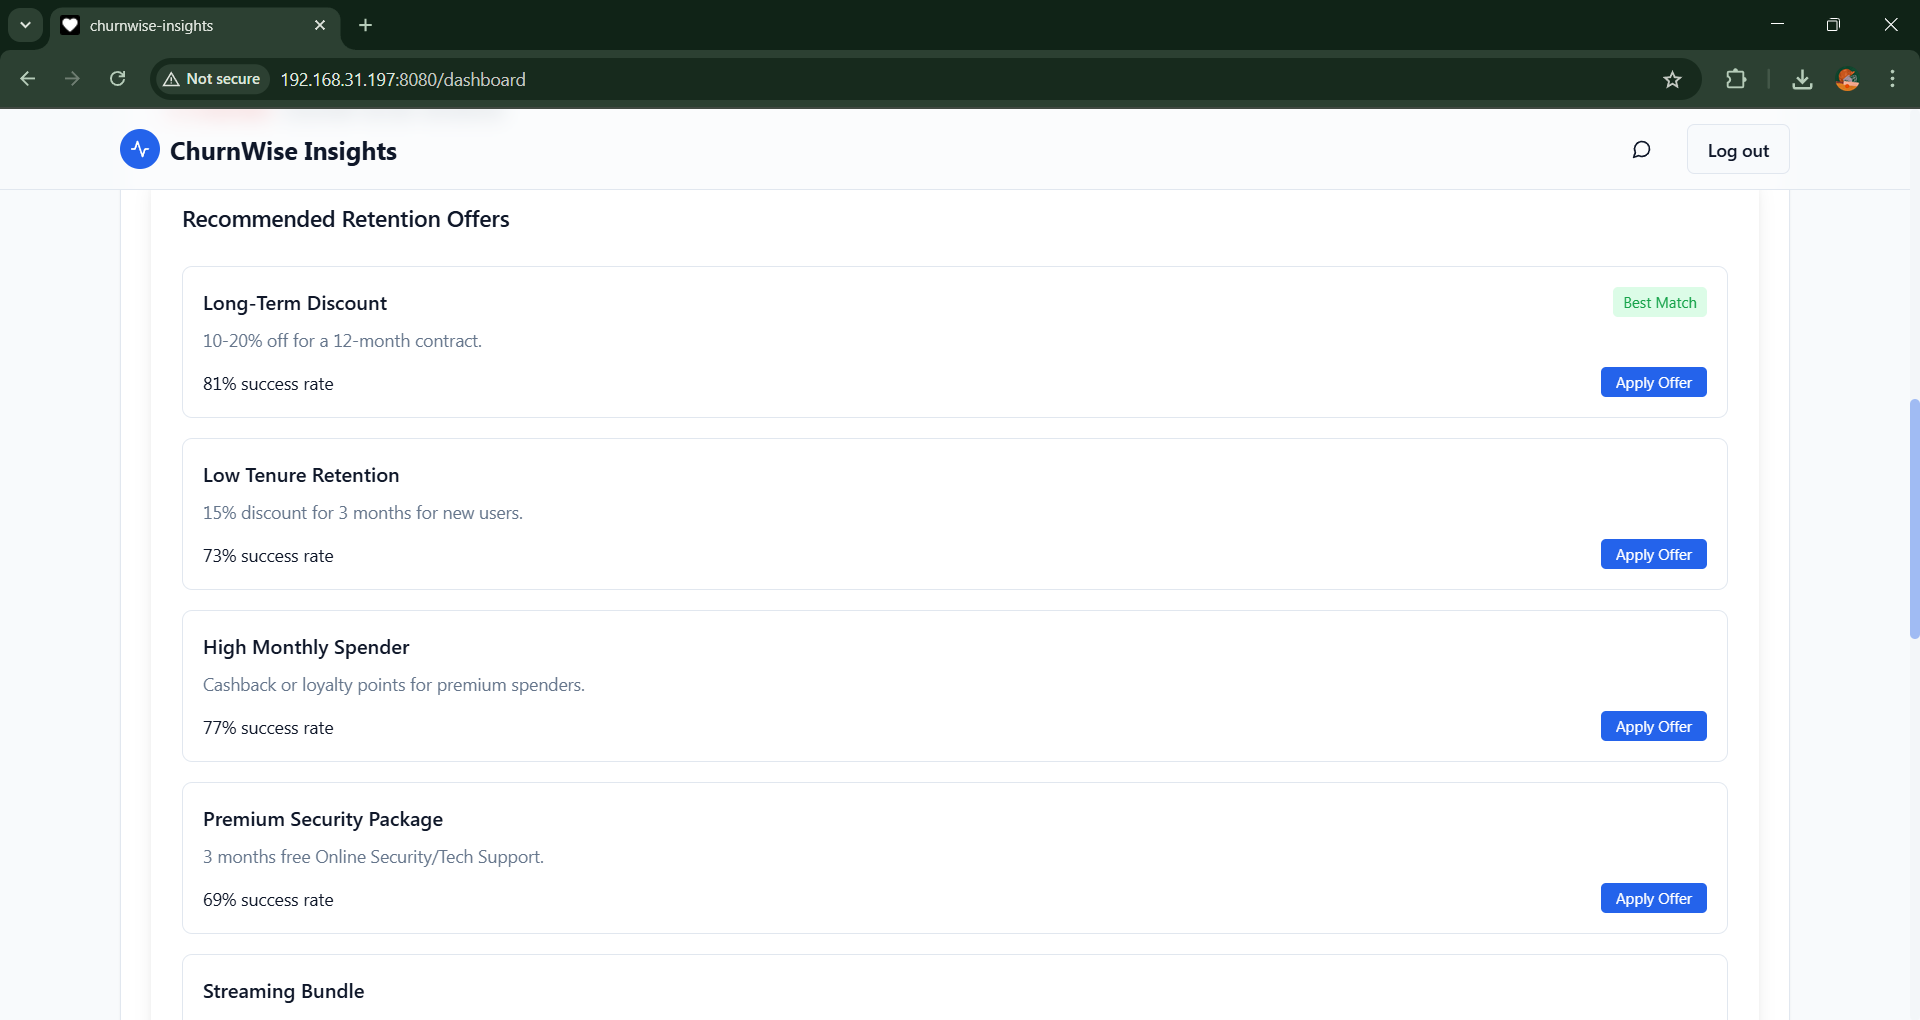 churnwise-insights
Not secure
192.168.31.197:8080/dashboard
ChurnWise Insights
Log out
Recommended Retention Offers
Long-Term Discount
Best Match
10-20% off for a 12-month contract.
81% success rate
Apply Offer
Low Tenure Retention
15% discount for 3 months for new users.
73% success rate
Apply Offer
High Monthly Spender
Cashback or loyalty points for premium spenders.
77% success rate
Apply Offer
Premium Security Package
3 months free Online Security/Tech Support.
69% success rate
Apply Offer
Streaming Bundle